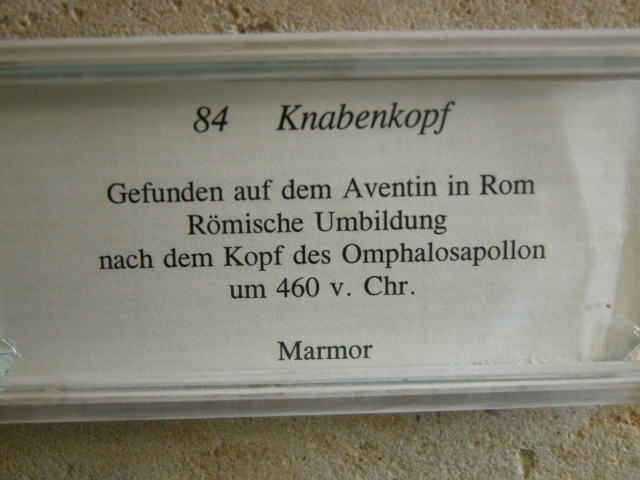 84 Knabenkopf
Gefunden auf dem Aventin in Rom
Römische Umbildung
nach dem Kopf des Omphalosapollon
um 460 v. Chr.
Marmor